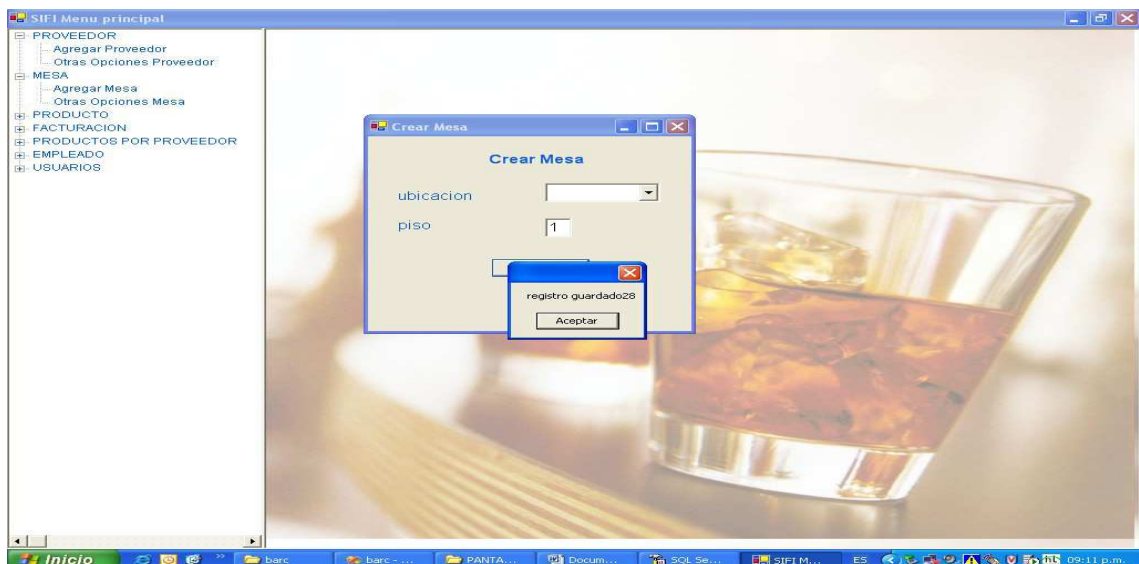 SIFI Menu principal
PROVEEDOR
Agregar Proveedor
Otras Opciones Proveedor
MESA
Agregar Mesa
Otras Opciones Mesa
PRODUCTO
FACTURACION
PRODUCTOS POR PROVEEDOR
EMPLEADO
USUARIOS
Crear Mesa
Crear Mesa
ubicacion
piso
1
registro guardado28
Aceptar
Inicio
barc
barc - ...
PANTA...
Docum...
SQL Se...
SIFI M...
ES
09:11 p.m.